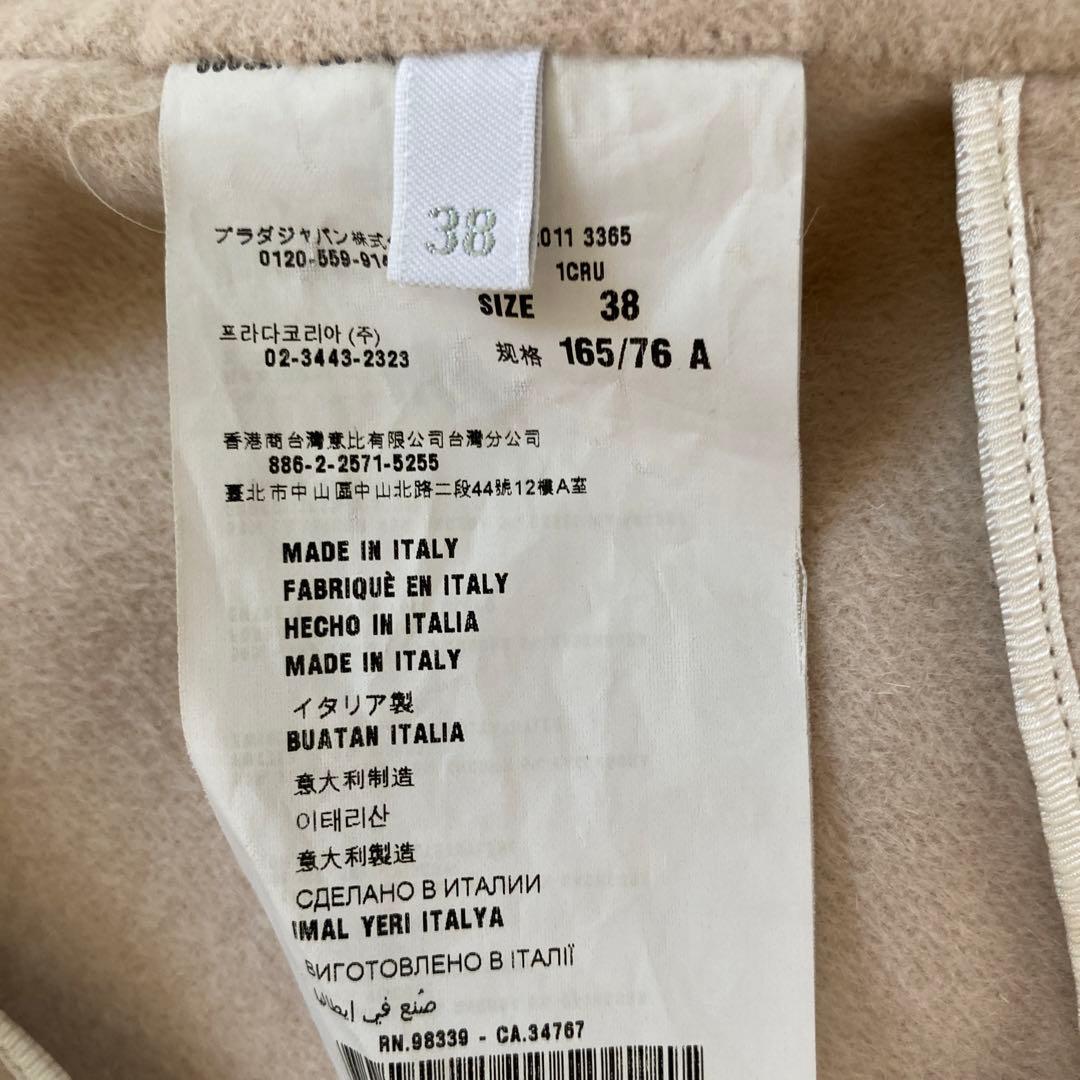 38
プラダジャパン株式
0120-559-91
011 3365
1CRU
SIZE 38
프라다코리아 (주)
02-3443-2323
规格 165/76 A
香港商台灣意比有限公司台灣分公司
886-2-2571-5255
臺北市中山區中山北路二段44號12樓A室
MADE IN ITALY
FABRIQUÈ EN ITALY
HECHO IN ITALIA
MADE IN ITALY
イタリア製
BUATAN ITALIA
意大利制造
이태리산
意大利製造
СДЕЛАНО В ИТАЛИИ
IMAL YERI ITALYA
ВИГОТОВЛЕНО В ІТАЛІЇ
صُنع في ايطاليا
RN.98339 - CA.34767